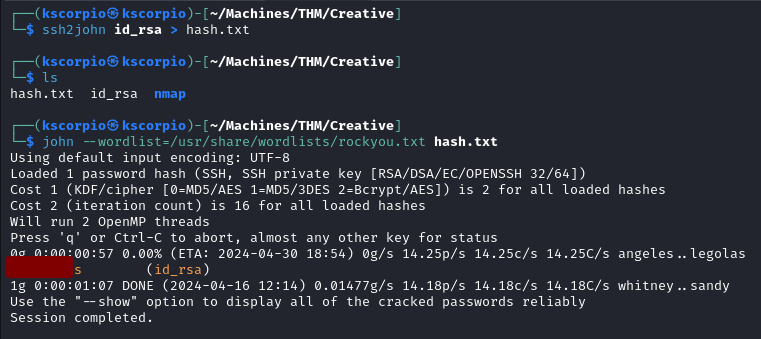 ┌──(kscorpio㉿kscorpio)-[~/Machines/THM/Creative]
└─$ ssh2john id_rsa > hash.txt
┌──(kscorpio㉿kscorpio)-[~/Machines/THM/Creative]
└─$ ls
hash.txt  id_rsa  nmap
┌──(kscorpio㉿kscorpio)-[~/Machines/THM/Creative]
└─$ john --wordlist=/usr/share/wordlists/rockyou.txt hash.txt
Using default input encoding: UTF-8
Loaded 1 password hash (SSH, SSH private key [RSA/DSA/EC/OPENSSH 32/64])
Cost 1 (KDF/cipher [0=MD5/AES 1=MD5/3DES 2=Bcrypt/AES]) is 2 for all loaded hashes
Cost 2 (iteration count) is 16 for all loaded hashes
Will run 2 OpenMP threads
Press 'q' or Ctrl-C to abort, almost any other key for status
0g 0:00:00:57 0.00% (ETA: 2024-04-30 18:54) 0g/s 14.25p/s 14.25c/s 14.25C/s angeles..legolas
s (id_rsa)
1g 0:00:01:07 DONE (2024-04-16 12:14) 0.01477g/s 14.18p/s 14.18c/s 14.18C/s whitney..sandy
Use the "--show" option to display all of the cracked passwords reliably
Session completed.